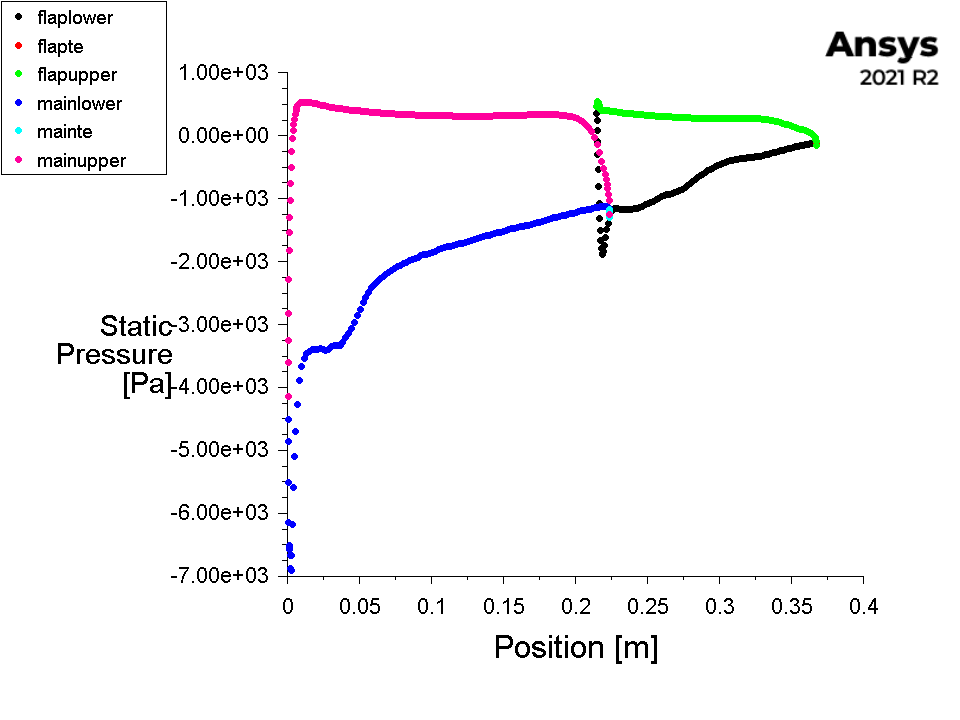 flaplower
flapte
flapupper
mainlower
mainte
mainupper
Ansys
2021 R2
1.00e+03
0.00e+00
-1.00e+03
-2.00e+03
-3.00e+03
-4.00e+03
-5.00e+03
-6.00e+03
-7.00e+03
Static
Pressure
[Pa]
0 0.05 0.1 0.15 0.2 0.25 0.3 0.35 0.4
Position [m]